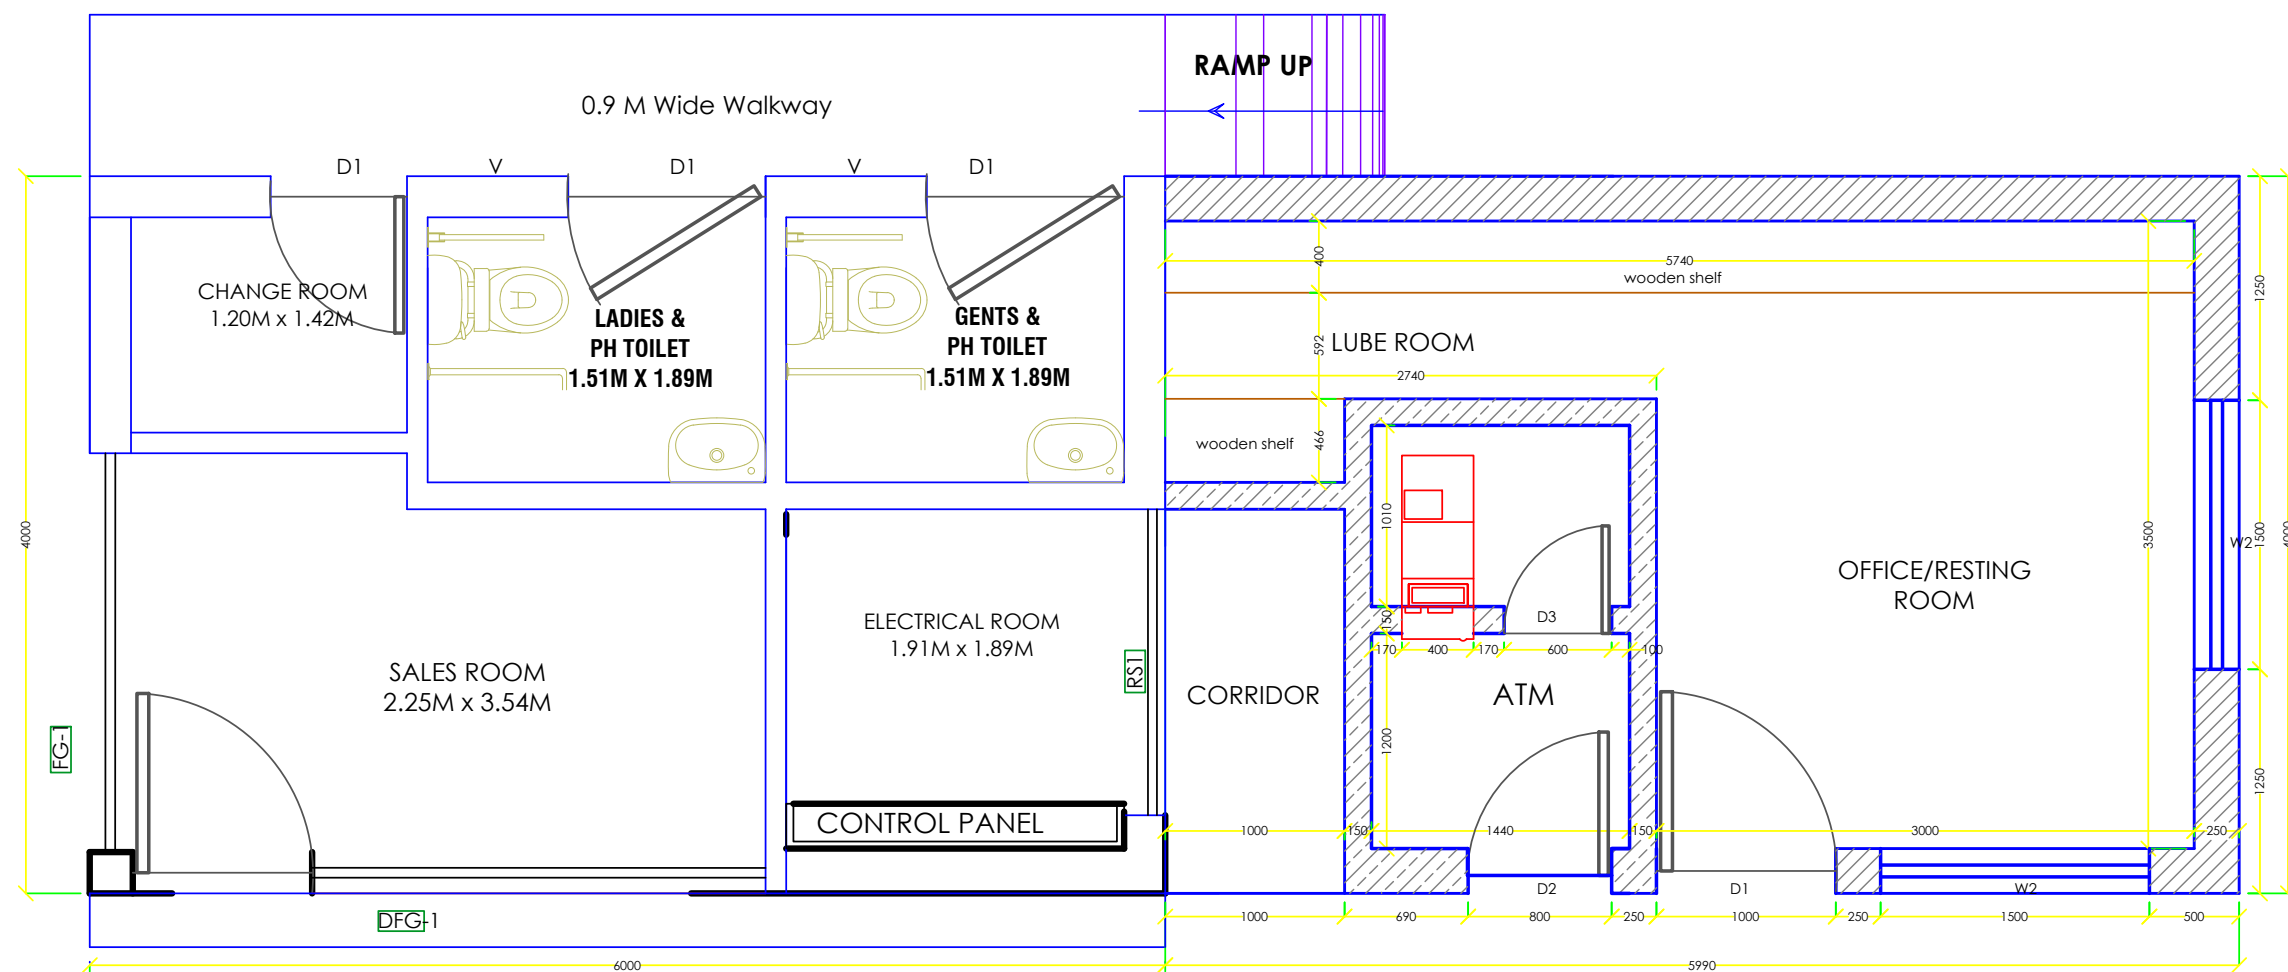 RAMP UP
0.9 M Wide Walkway
D1
V
D1
V
D1
CHANGE ROOM
1.20M x 1.42M
LADIES &
PH TOILET
1.51M X 1.89M
GENTS &
PH TOILET
1.51M X 1.89M
400
5740
wooden shelf
1250
592
LUBE ROOM
2740
wooden shelf
466
4000
1010
3500
W2
1500
4000
OFFICE/RESTING
ROOM
150
D3
170
400
170
600
100
ELECTRICAL ROOM
1.91M x 1.89M
SALES ROOM
2.25M x 3.54M
RS1
CORRIDOR
ATM
FG-1
1200
1250
CONTROL PANEL
1000
150
1440
150
3000
250
D2
D1
W2
DFG-1
1000
690
800
250
1000
250
1500
500
6000
5990